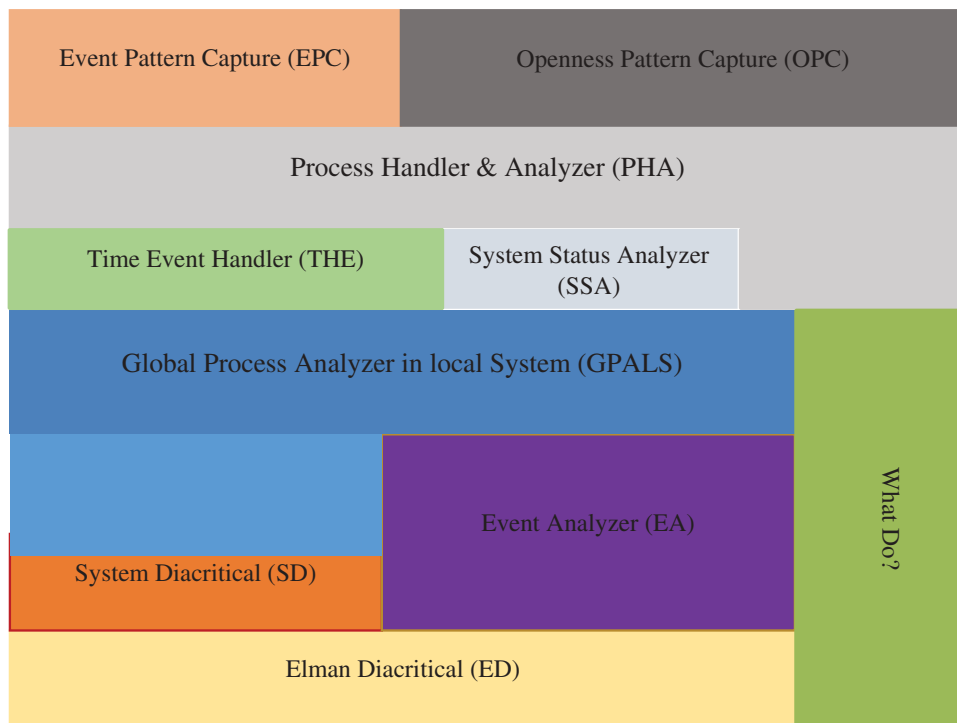 Event Pattern Capture (EPC)
Openness Pattern Capture (OPC)
Process Handler & Analyzer (PHA)
Time Event Handler (THE)
System Status Analyzer
(SSA)
Global Process Analyzer in local System (GPALS)
Event Analyzer (EA)
What Do?
System Diacritical (SD)
Elman Diacritical (ED)